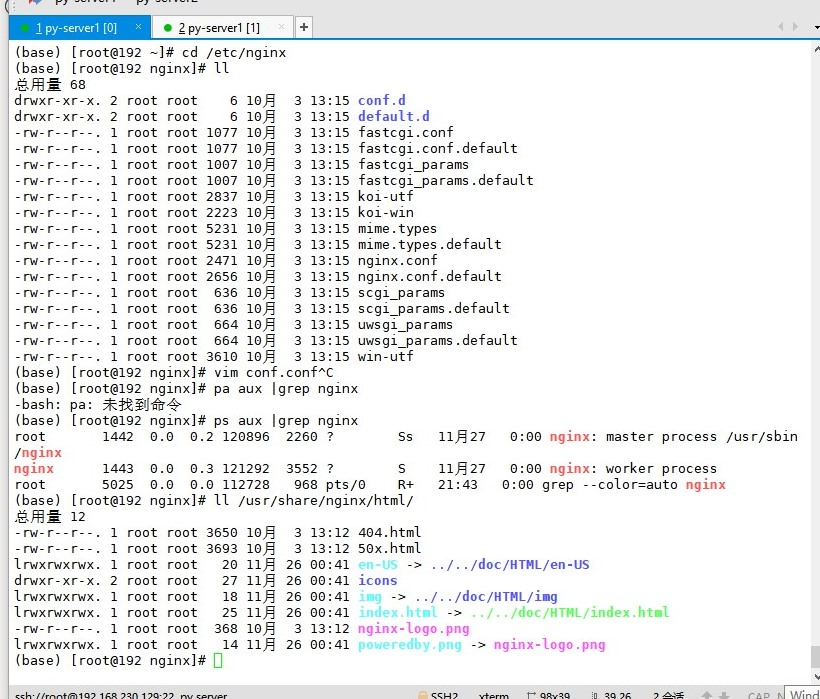 1 py-server1 [0] × 2 py-server1 [1] × +
(base) [root@192 ~]# cd /etc/nginx
(base) [root@192 nginx]# ll
总用量 68
drwxr-xr-x. 2 root root    6 10月  3 13:15 conf.d
drwxr-xr-x. 2 root root    6 10月  3 13:15 default.d
-rw-r--r--. 1 root root 1077 10月  3 13:15 fastcgi.conf
-rw-r--r--. 1 root root 1077 10月  3 13:15 fastcgi.conf.default
-rw-r--r--. 1 root root 1007 10月  3 13:15 fastcgi_params
-rw-r--r--. 1 root root 1007 10月  3 13:15 fastcgi_params.default
-rw-r--r--. 1 root root 2837 10月  3 13:15 koi-utf
-rw-r--r--. 1 root root 2223 10月  3 13:15 koi-win
-rw-r--r--. 1 root root 5231 10月  3 13:15 mime.types
-rw-r--r--. 1 root root 5231 10月  3 13:15 mime.types.default
-rw-r--r--. 1 root root 2471 10月  3 13:15 nginx.conf
-rw-r--r--. 1 root root 2656 10月  3 13:15 nginx.conf.default
-rw-r--r--. 1 root root  636 10月  3 13:15 scgi_params
-rw-r--r--. 1 root root  636 10月  3 13:15 scgi_params.default
-rw-r--r--. 1 root root  664 10月  3 13:15 uwsgi_params
-rw-r--r--. 1 root root  664 10月  3 13:15 uwsgi_params.default
-rw-r--r--. 1 root root 3610 10月  3 13:15 win-utf
(base) [root@192 nginx]# vim conf.conf^C
(base) [root@192 nginx]# pa aux |grep nginx
-bash: pa: 未找到命令
(base) [root@192 nginx]# ps aux |grep nginx
root       1442  0.0  0.2 120896  2260 ?        Ss   11月27   0:00 nginx: master process /usr/sbin
/nginx
nginx      1443  0.0  0.3 121292  3552 ?        S    11月27   0:00 nginx: worker process
root       5025  0.0  0.0 112728   968 pts/0    R+   21:43   0:00 grep --color=auto nginx
(base) [root@192 nginx]# ll /usr/share/nginx/html/
总用量 12
-rw-r--r--. 1 root root 3650 10月  3 13:12 404.html
-rw-r--r--. 1 root root 3693 10月  3 13:12 50x.html
lrwxrwxrwx. 1 root root   20 11月 26 00:41 en-US -> ../../doc/HTML/en-US
drwxr-xr-x. 2 root root   27 11月 26 00:41 icons
lrwxrwxrwx. 1 root root   18 11月 26 00:41 img -> ../../doc/HTML/img
lrwxrwxrwx. 1 root root   25 11月 26 00:41 index.html -> ../../doc/HTML/index.html
-rw-r--r--. 1 root root  368 10月  3 13:12 nginx-logo.png
lrwxrwxrwx. 1 root root   14 11月 26 00:41 poweredby.png -> nginx-logo.png
(base) [root@192 nginx]#
ssh://root@192.168.230.129:22 SSH2 xterm 98x39 39,26 2 会话 CAP